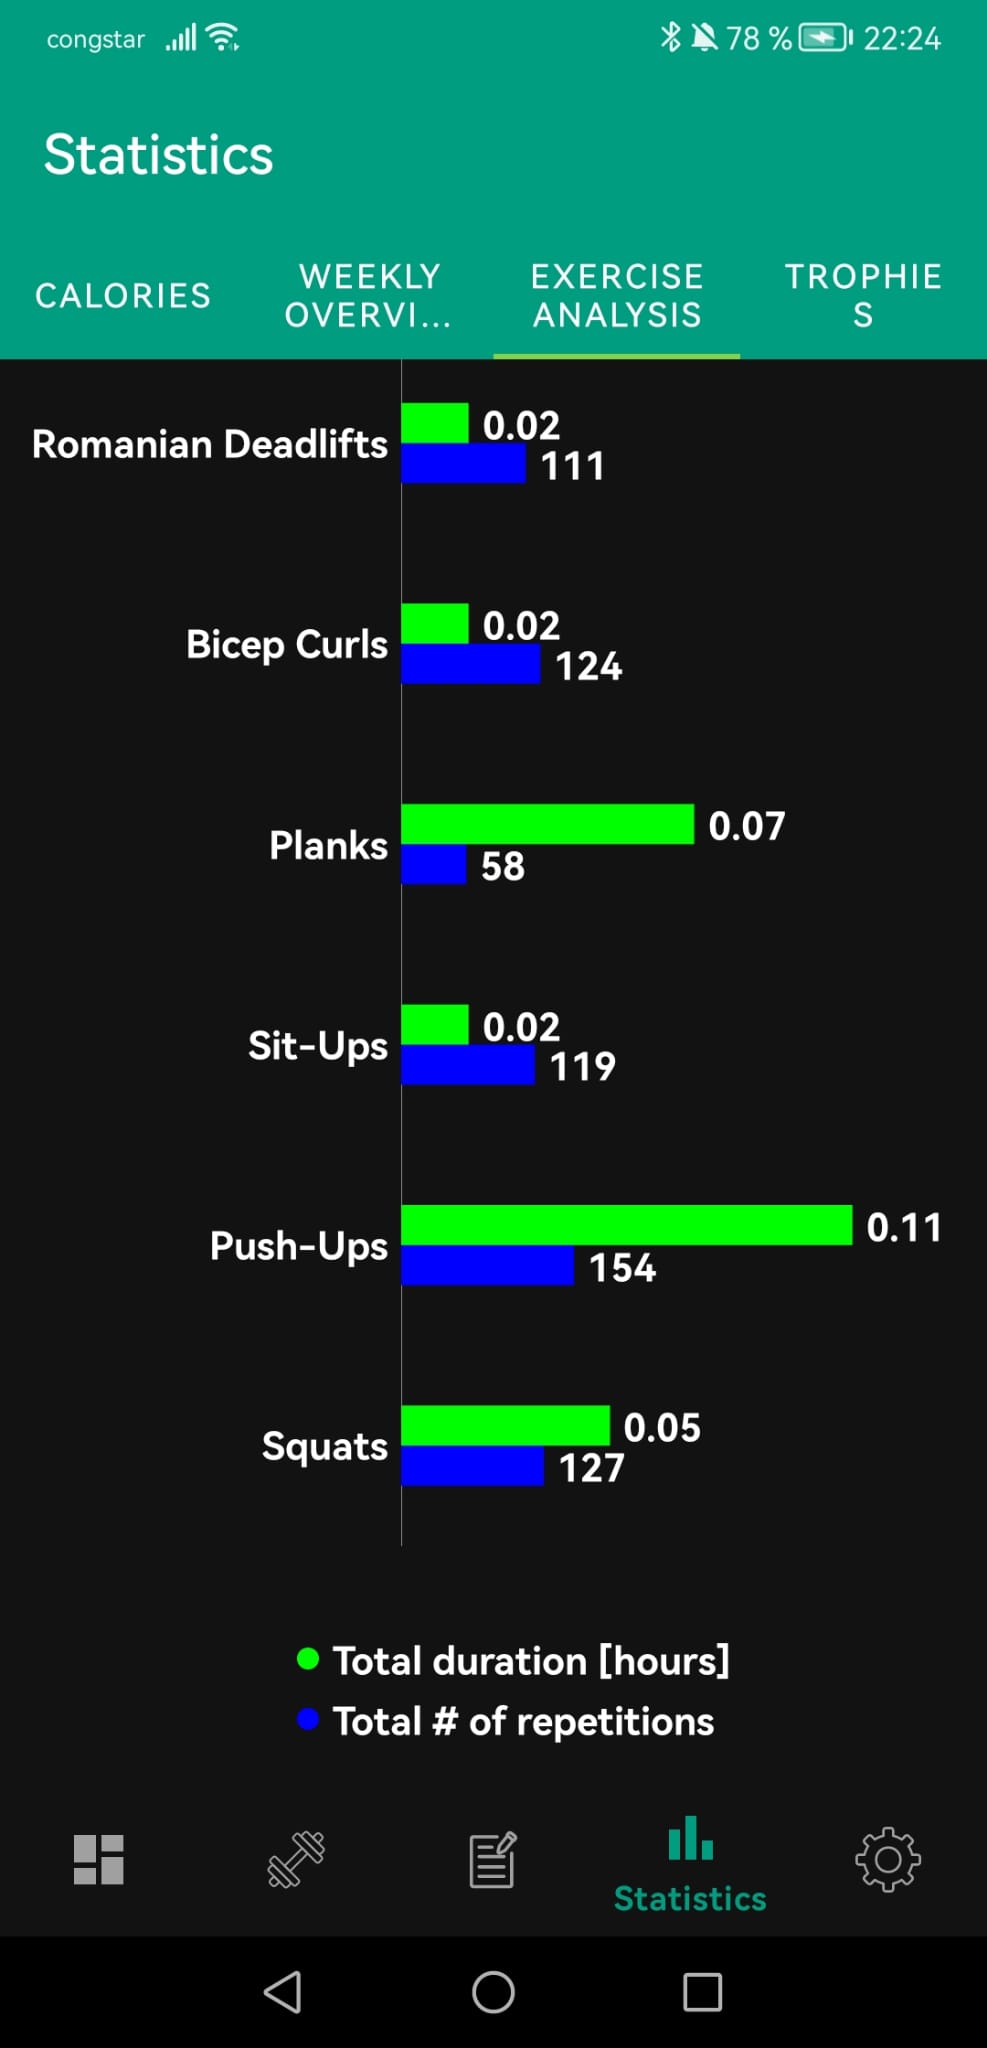 congstar 78 % 22:24
Statistics
CALORIES
WEEKLY
OVERVI...
EXERCISE
ANALYSIS
TROPHIE
S
Romanian Deadlifts
0.02
111
Bicep Curls
0.02
124
Planks
0.07
58
Sit-Ups
0.02
119
Push-Ups
0.11
154
Squats
0.05
127
Total duration [hours]
Total # of repetitions
Statistics